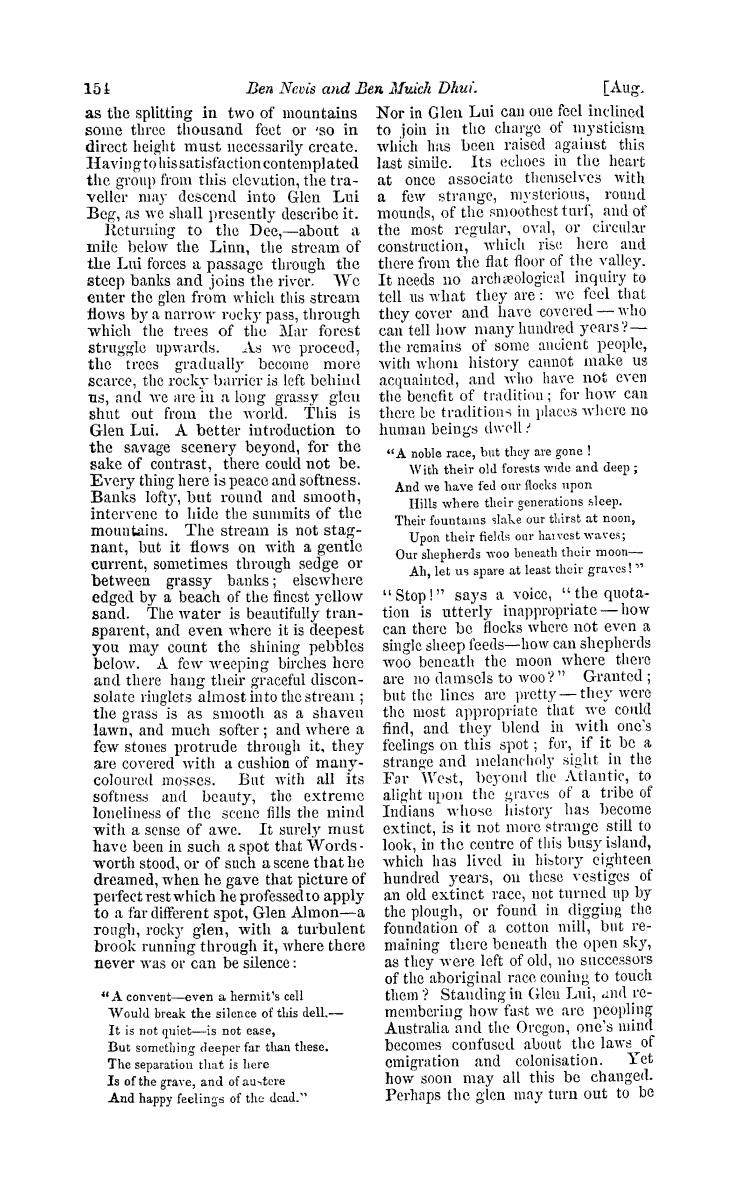 154 Ben Nevis and Ben Muich Dhui. [Aug.
as the splitting in two of mountains
some three thousand feet or so in
direct height must necessarily create.
Having to his satisfaction contemplated
the group from this elevation, the tra-
veller may descend into Glen Lui
Beg, as we shall presently describe it.
Returning to the Dee,—about a
mile below the Linn, the stream of
the Lui forces a passage through the
steep banks and joins the river. We
enter the glen from which this stream
flows by a narrow rocky pass, through
which the trees of the Mar forest
struggle upwards. As we proceed,
the trees gradually become more
scarce, the rocky barrier is left behind
us, and we are in a long grassy glen
shut out from the world. This is
Glen Lui. A better introduction to
the savage scenery beyond, for the
sake of contrast, there could not be.
Every thing here is peace and softness.
Banks lofty, but round and smooth,
intervene to hide the summits of the
mountains. The stream is not stag-
nant, but it flows on with a gentle
current, sometimes through sedge or
between grassy banks; elsewhere
edged by a beach of the finest yellow
sand. The water is beautifully tran-
sparent, and even where it is deepest
you may count the shining pebbles
below. A few weeping birches here
and there hang their graceful discon-
solate ringlets almost into the stream;
the grass is as smooth as a shaven
lawn, and much softer; and where a
few stones protrude through it, they
are covered with a cushion of many-
coloured mosses. But with all its
softness and beauty, the extreme
loneliness of the scene fills the mind
with a sense of awe. It surely must
have been in such a spot that Words-
worth stood, or of such a scene that he
dreamed, when he gave that picture of
perfect rest which he professed to apply
to a far different spot, Glen Almon—a
rough, rocky glen, with a turbulent
brook running through it, where there
never was or can be silence:
"A convent—even a hermit's cell
Would break the silence of this dell.—
It is not quiet—is not ease,
But something deeper far than these.
The separation that is here
Is of the grave, and of austere
And happy feelings of the dead."
Nor in Glen Lui can one feel inclined
to join in the charge of mysticism
which has been raised against this
last simile. Its echoes in the heart
at once associate themselves with
a few strange, mysterious, round
mounds, of the smoothest turf, and of
the most regular, oval, or circular
construction, which rise here and
there from the flat floor of the valley.
It needs no archæological inquiry to
tell us what they are: we feel that
they cover and have covered—who
can tell how many hundred years?—
the remains of some ancient people,
with whom history cannot make us
acquainted, and who have not even
the benefit of tradition; for how can
there be traditions in places where no
human beings dwell?
"A noble race, but they are gone!
With their old forests wide and deep;
And we have fed our flocks upon
Hills where their generations sleep.
Their fountains slake our thirst at noon,
Upon their fields our harvest waves;
Our shepherds woo beneath their moon—
Ah, let us spare at least their graves!"
"Stop!" says a voice, "the quota-
tion is utterly inappropriate—how
can there be flocks where not even a
single sheep feeds—how can shepherds
woo beneath the moon where there
are no damsels to woo?" Granted;
but the lines are pretty—they were
the most appropriate that we could
find, and they blend in with one's
feelings on this spot; for, if it be a
strange and melancholy sight in the
Far West, beyond the Atlantic, to
alight upon the graves of a tribe of
Indians whose history has become
extinct, is it not more strange still to
look, in the centre of this busy island,
which has lived in history eighteen
hundred years, on these vestiges of
an old extinct race, not turned up by
the plough, or found in digging the
foundation of a cotton mill, but re-
maining there beneath the open sky,
as they were left of old, no successors
of the aboriginal race coming to touch
them? Standing in Glen Lui, and re-
membering how fast we are peopling
Australia and the Oregon, one's mind
becomes confused about the laws of
emigration and colonisation. Yet
how soon may all this be changed.
Perhaps the glen may turn out to be